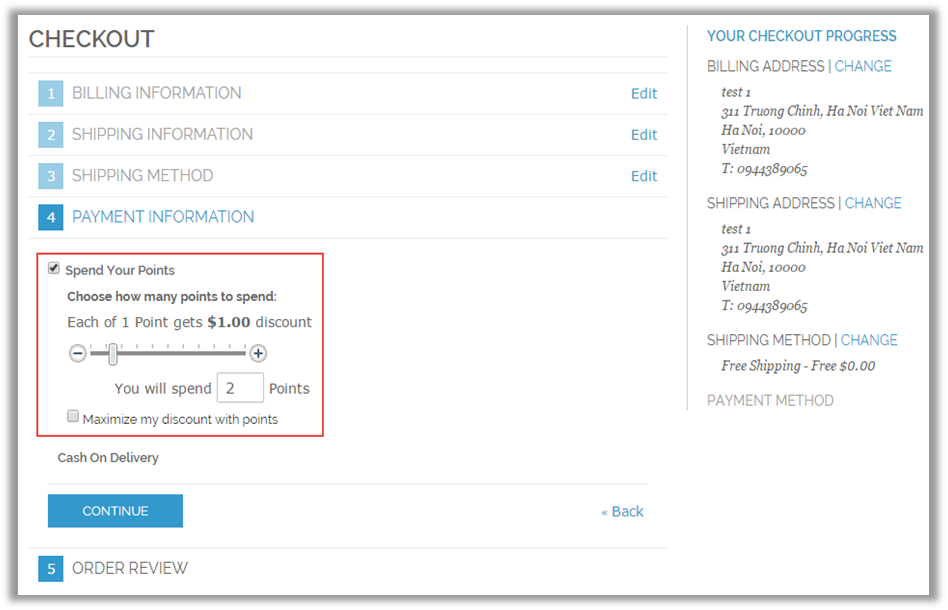 CHECKOUT
1 BILLING INFORMATION Edit
2 SHIPPING INFORMATION Edit
3 SHIPPING METHOD Edit
4 PAYMENT INFORMATION
Spend Your Points
Choose how many points to spend:
Each of 1 Point gets $1.00 discount
You will spend 2 Points
Maximize my discount with points
Cash On Delivery
CONTINUE
« Back
5 ORDER REVIEW
YOUR CHECKOUT PROGRESS
BILLING ADDRESS | CHANGE
test 1
311 Truong Chinh, Ha Noi Viet Nam
Ha Noi, 10000
Vietnam
T: 0944389065
SHIPPING ADDRESS | CHANGE
test 1
311 Truong Chinh, Ha Noi Viet Nam
Ha Noi, 10000
Vietnam
T: 0944389065
SHIPPING METHOD | CHANGE
Free Shipping - Free $0.00
PAYMENT METHOD